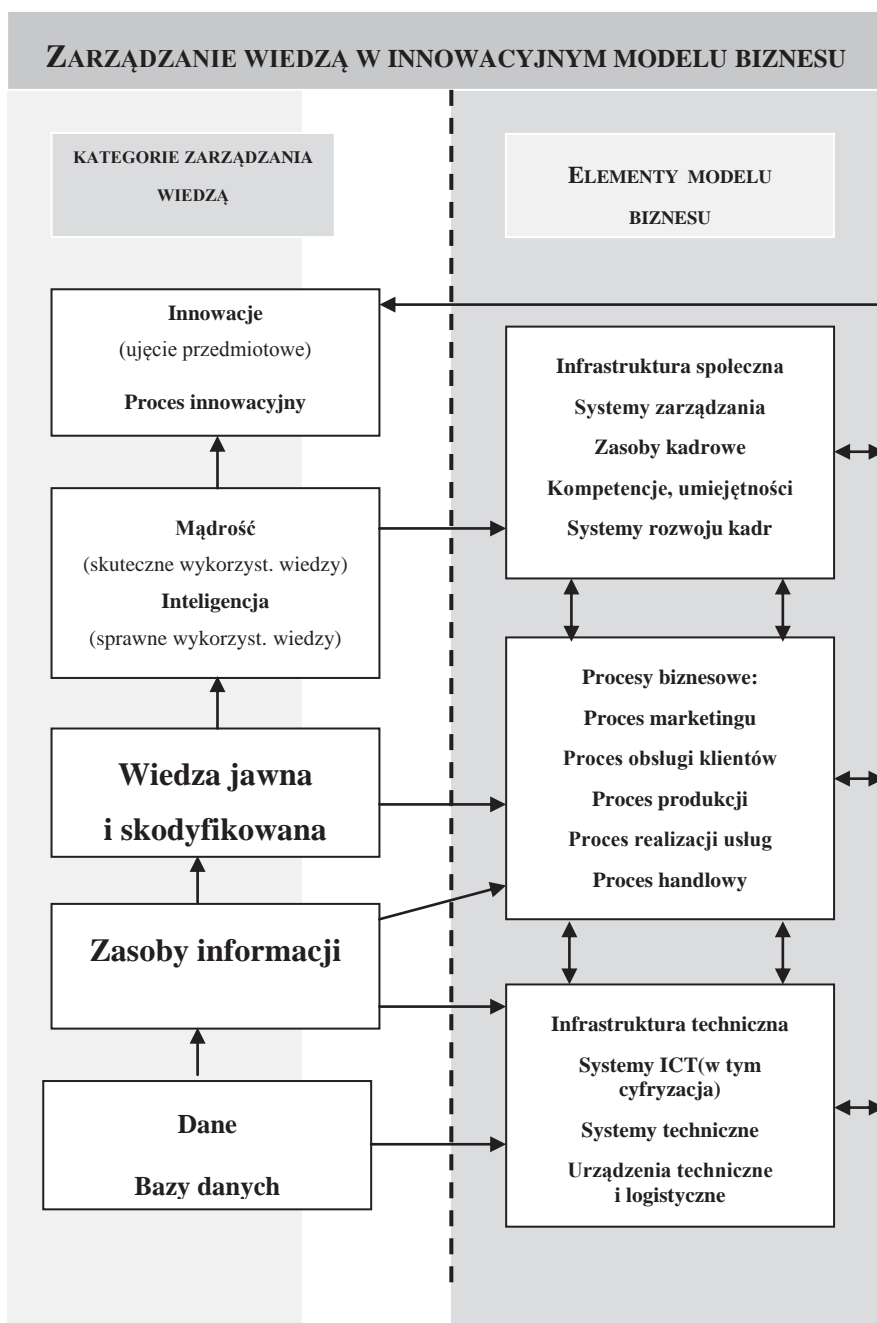 ZARZĄDZANIE WIEDZĄ W INNOWACYJNYM MODELU BIZNESU
KATEGORIE ZARZĄDZANIA
WIEDZĄ
Innowacje
(ujęcie przedmiotowe)
Proces innowacyjny
Mądrość
(skuteczne wykorzyst. wiedzy)
Inteligencja
(sprawne wykorzyst. wiedzy)
Wiedza jawna
i skodyfikowana
Zasoby informacji
Dane
Bazy danych
ELEMENTY MODELU
BIZNESU
Infrastruktura społeczna
Systemy zarządzania
Zasoby kadrowe
Kompetencje, umiejętności
Systemy rozwoju kadr
Procesy biznesowe:
Proces marketingu
Proces obsługi klientów
Proces produkcji
Proces realizacji usług
Proces handlowy
Infrastruktura techniczna
Systemy ICT(w tym
cyfryzacja)
Systemy techniczne
Urządzenia techniczne
i logistyczne